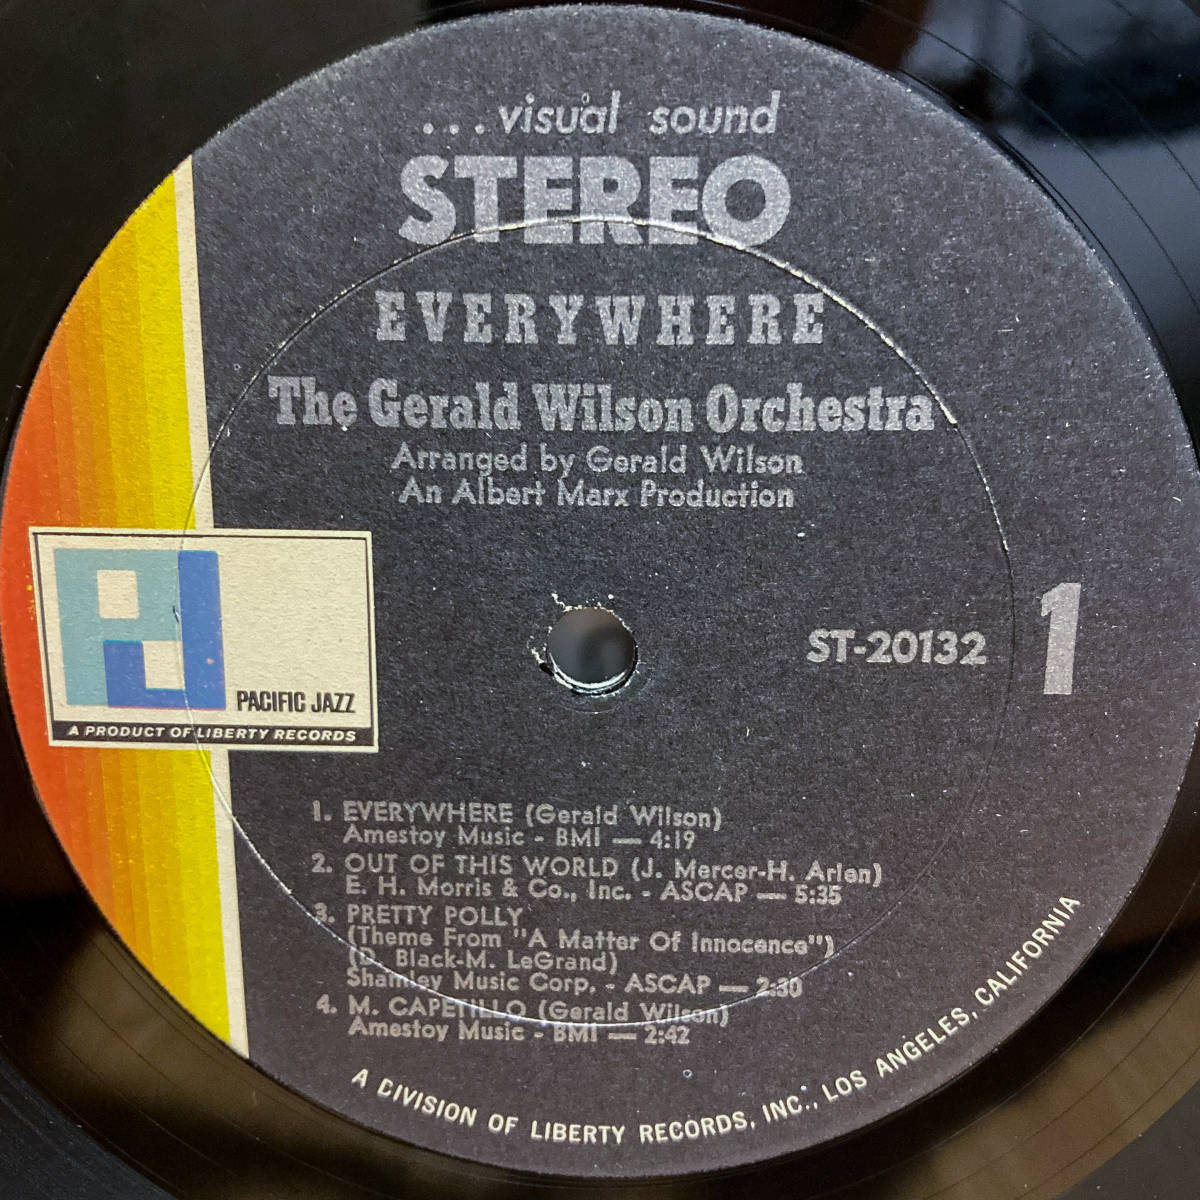 ...visual sound
STEREO
EVERYWHERE
The Gerald Wilson Orchestra
Arranged by Gerald Wilson
An Albert Marx Production
ST-20132
1
PJ
PACIFIC JAZZ
A PRODUCT OF LIBERTY RECORDS
1. EVERYWHERE (Gerald Wilson)
Amestoy Music - BMI — 4:19
2. OUT OF THIS WORLD (J. Mercer-H. Arlen)
E. H. Morris & Co., Inc. - ASCAP — 5:35
3. PRETTY POLLY
(Theme From "A Matter Of Innocence")
(D. Black-M. LeGrand)
Shamley Music Corp. - ASCAP — 2:30
4. M. CAPETILLO (Gerald Wilson)
Amestoy Music - BMI — 2:42
A DIVISION OF LIBERTY RECORDS, INC., LOS ANGELES, CALIFORNIA